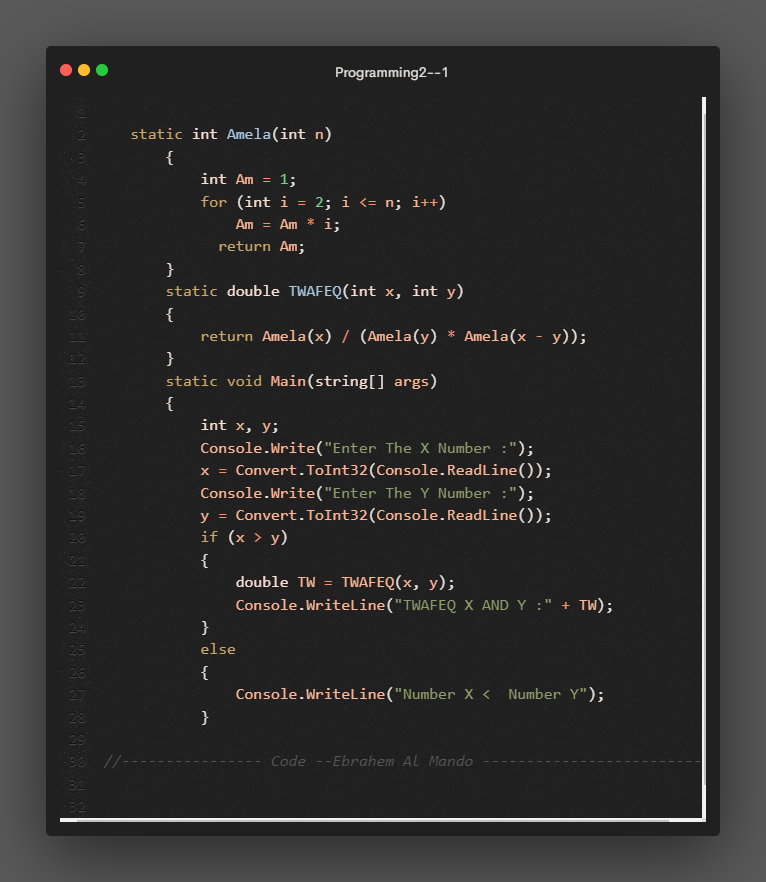 Programming2--1
1
2 static int Amela(int n)
3 {
4 int Am = 1;
5 for (int i = 2; i <= n; i++)
6 Am = Am * i;
7 return Am;
8 }
9 static double TWAFEQ(int x, int y)
10 {
11 return Amela(x) / (Amela(y) * Amela(x - y));
12 }
13 static void Main(string[] args)
14 {
15 int x, y;
16 Console.Write("Enter The X Number :");
17 x = Convert.ToInt32(Console.ReadLine());
18 Console.Write("Enter The Y Number :");
19 y = Convert.ToInt32(Console.ReadLine());
20 if (x > y)
21 {
22 double TW = TWAFEQ(x, y);
23 Console.WriteLine("TWAFEQ X AND Y :" + TW);
24 }
25 else
26 {
27 Console.WriteLine("Number X <  Number Y");
28 }
29
30 //---------------- Code --Ebrahem Al Mando -------------------------
31
32